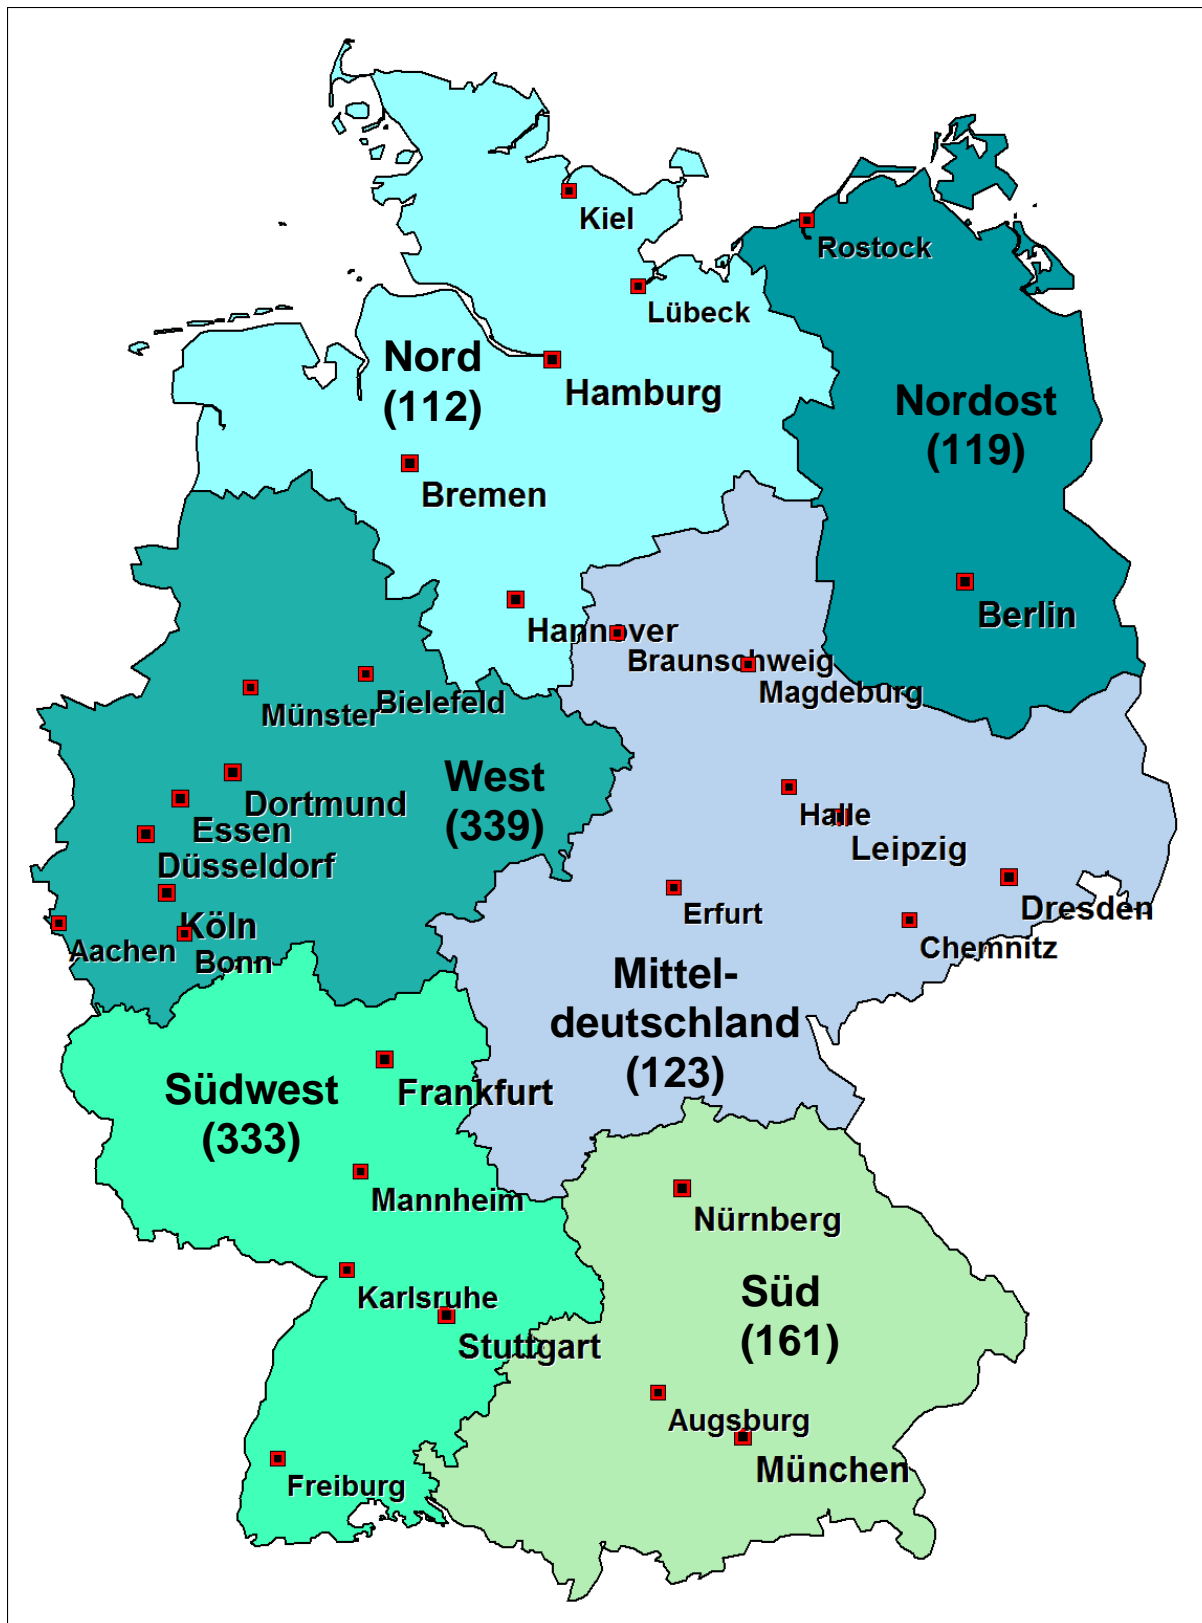 Kiel
Rostock
Lübeck
Nord
(112)
Hamburg
Nordost
(119)
Bremen
Berlin
Hannover
Braunschweig
Magdeburg
Bielefeld
Münster
West
(339)
Dortmund
Essen
Düsseldorf
Halle
Leipzig
Köln
Aachen
Bonn
Erfurt
Dresden
Chemnitz
Mittel-
deutschland
(123)
Südwest
(333)
Frankfurt
Mannheim
Nürnberg
Karlsruhe
Stuttgart
Süd
(161)
Augsburg
München
Freiburg